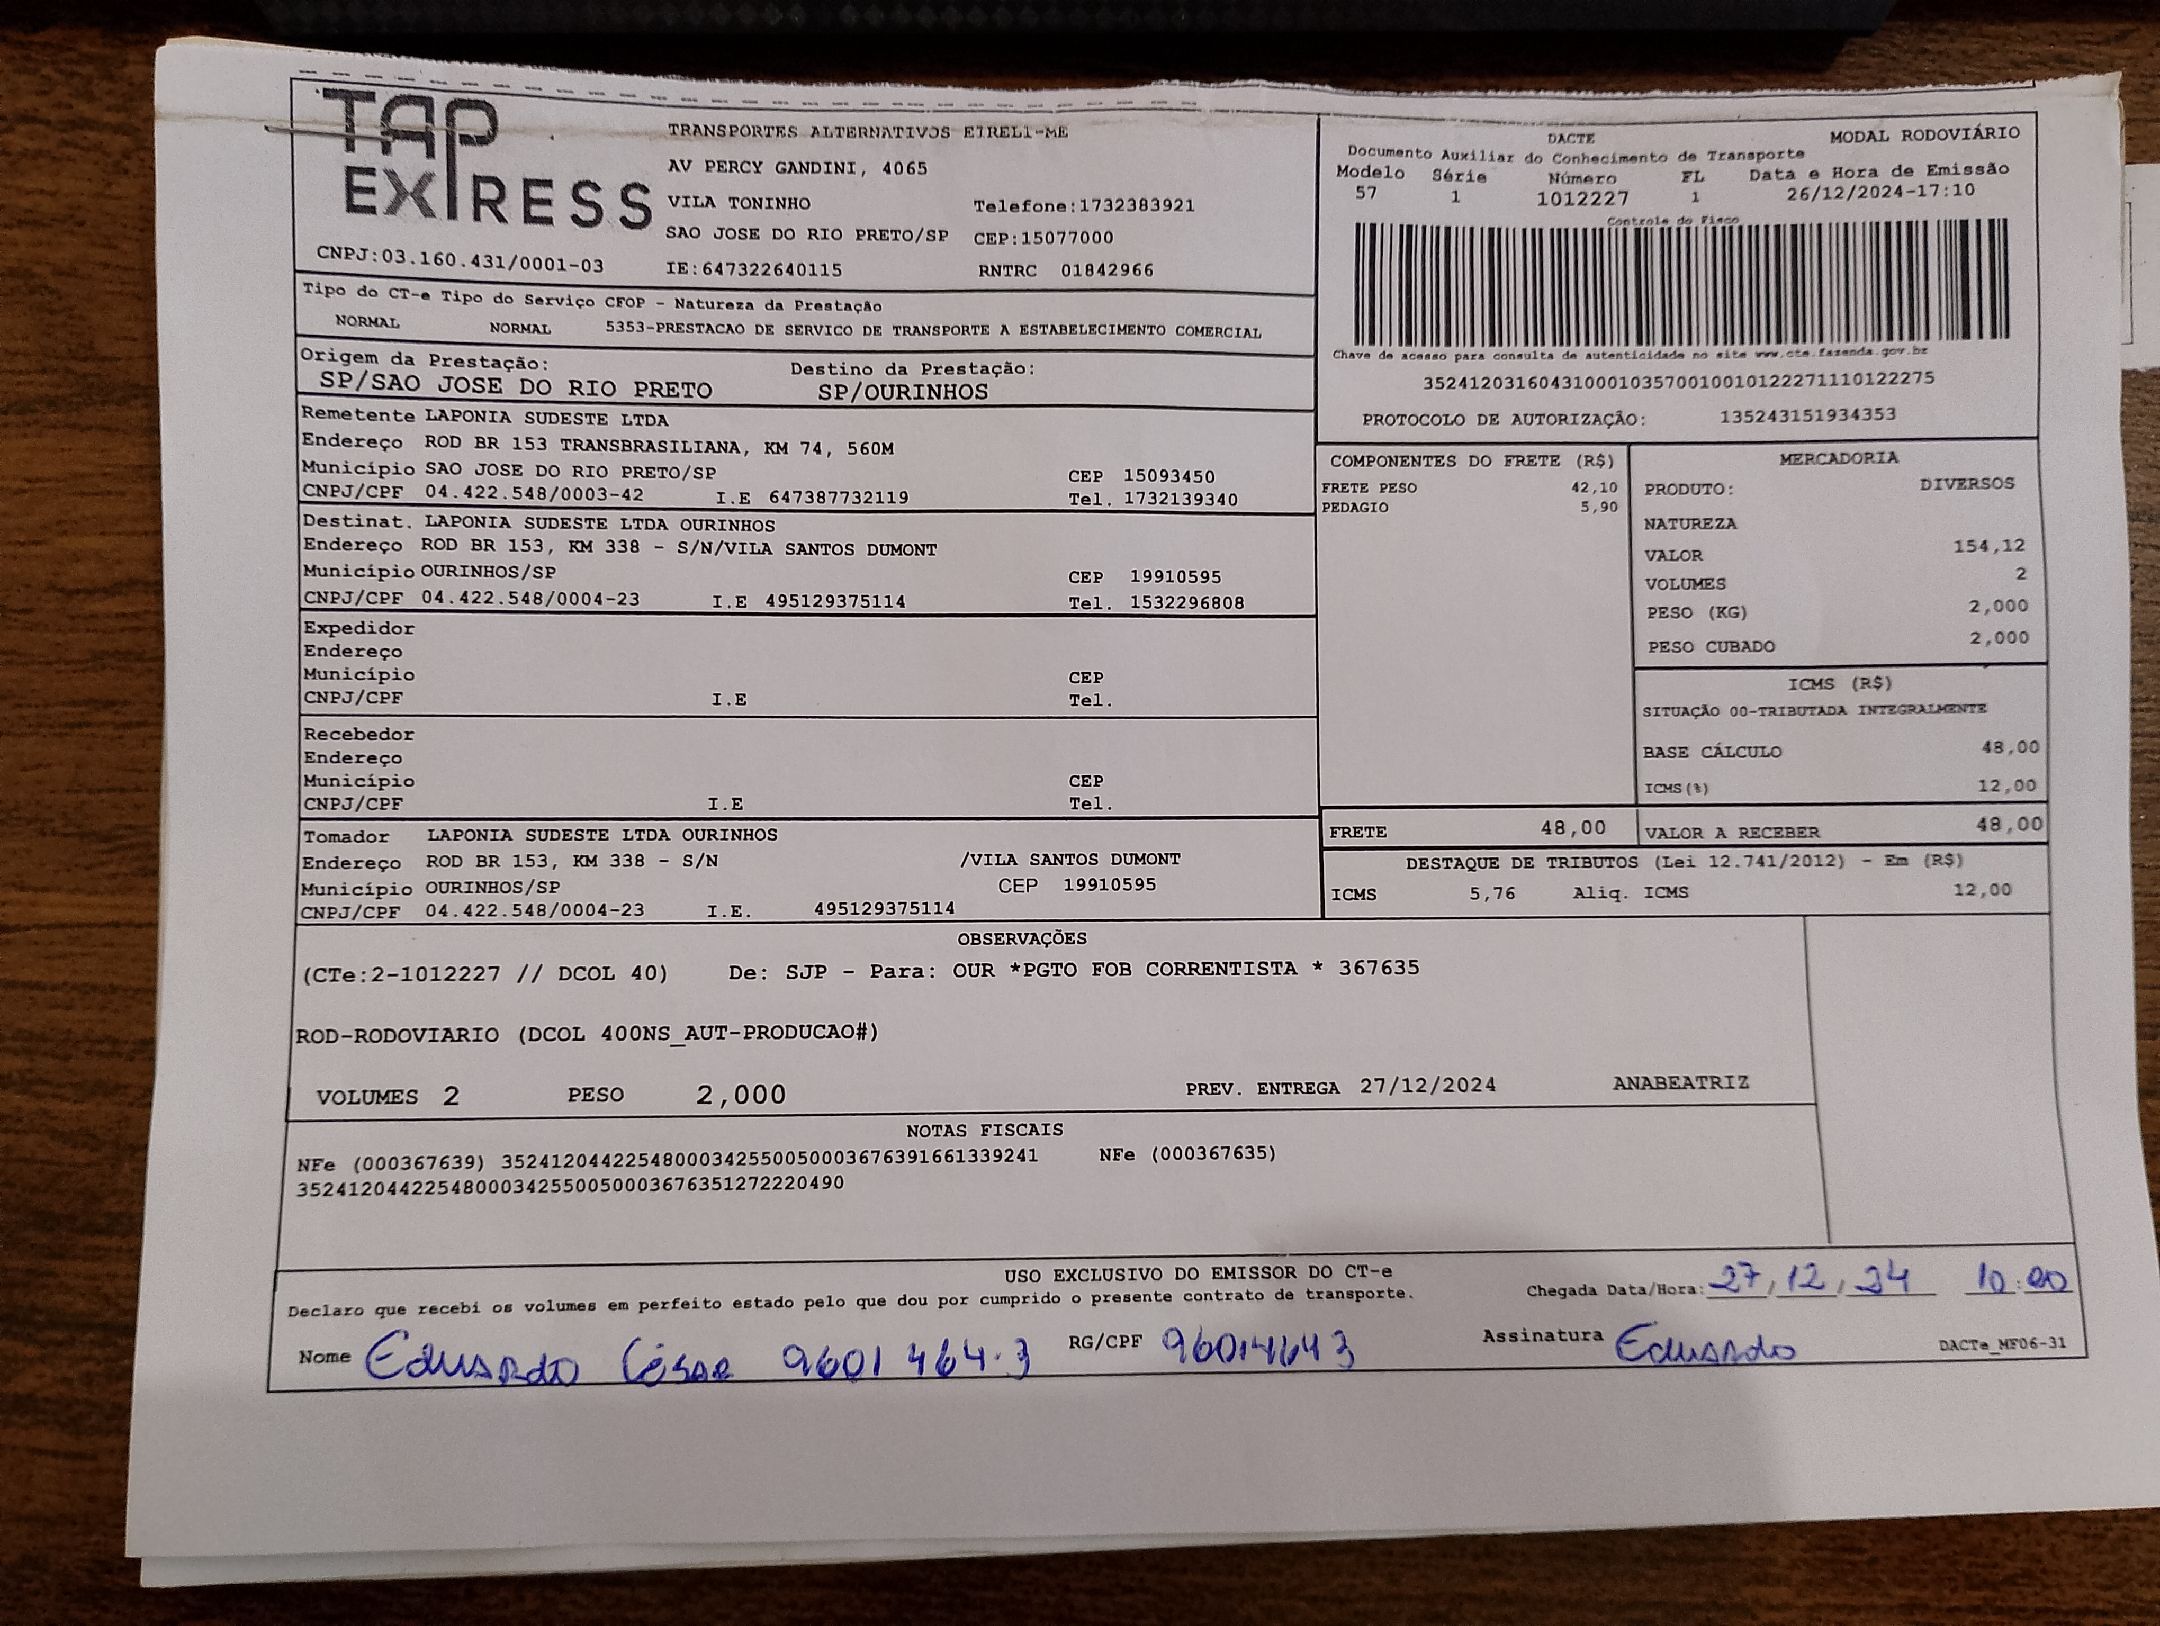 TAP EXPRESS
TRANSPORTES ALTERNATIVOS EIRELI-ME
AV PERCY GANDINI, 4065
VILA TONINHO Telefone:1732383921
SAO JOSE DO RIO PRETO/SP CEP:15077000
CNPJ:03.160.431/0001-03 IE:647322640115 RNTRC 01842966
DACTE MODAL RODOVIÁRIO
Documento Auxiliar do Conhecimento de Transporte
Modelo Série Número FL Data e Hora de Emissão
57 1 1012227 1 26/12/2024-17:10
Controle do Fisco
Chave de acesso para consulta de autenticidade no site www.cte.fazenda.gov.br
35241203160431000103570010010122271110122275
PROTOCOLO DE AUTORIZAÇÃO: 135243151934353
Tipo do CT-e Tipo do Serviço CFOP - Natureza da Prestação
NORMAL NORMAL 5353-PRESTACAO DE SERVICO DE TRANSPORTE A ESTABELECIMENTO COMERCIAL
Origem da Prestação: Destino da Prestação:
SP/SAO JOSE DO RIO PRETO SP/OURINHOS
Remetente LAPONIA SUDESTE LTDA
Endereço ROD BR 153 TRANSBRASILIANA, KM 74, 560M
Município SAO JOSE DO RIO PRETO/SP CEP 15093450
CNPJ/CPF 04.422.548/0003-42 I.E 647387732119 Tel. 1732139340
Destinat. LAPONIA SUDESTE LTDA OURINHOS
Endereço ROD BR 153, KM 338 - S/N/VILA SANTOS DUMONT
Município OURINHOS/SP CEP 19910595
CNPJ/CPF 04.422.548/0004-23 I.E 495129375114 Tel. 1532296808
Expedidor
Endereço
Município CEP
CNPJ/CPF I.E Tel.
Recebedor
Endereço
Município CEP
CNPJ/CPF I.E Tel.
Tomador LAPONIA SUDESTE LTDA OURINHOS
Endereço ROD BR 153, KM 338 - S/N /VILA SANTOS DUMONT
Município OURINHOS/SP CEP 19910595
CNPJ/CPF 04.422.548/0004-23 I.E. 495129375114
COMPONENTES DO FRETE (R$)
FRETE PESO 42,10
PEDAGIO 5,90
MERCADORIA
PRODUTO: DIVERSOS
NATUREZA
VALOR 154,12
VOLUMES 2
PESO (KG) 2,000
PESO CUBADO 2,000
ICMS (R$)
SITUAÇÃO 00-TRIBUTADA INTEGRALMENTE
BASE CÁLCULO 48,00
ICMS(%) 12,00
FRETE 48,00 VALOR A RECEBER 48,00
DESTAQUE DE TRIBUTOS (Lei 12.741/2012) - Em (R$)
ICMS 5,76 Aliq. ICMS 12,00
OBSERVAÇÕES
(CTe:2-1012227 // DCOL 40) De: SJP - Para: OUR *PGTO FOB CORRENTISTA * 367635
ROD-RODOVIARIO (DCOL 400NS_AUT-PRODUCAO#)
VOLUMES 2 PESO 2,000 PREV. ENTREGA 27/12/2024 ANABEATRIZ
NOTAS FISCAIS
NFe (000367639) 35241204422548000342550050003676391661339241 NFe (000367635)
35241204422548000342550050003676351272220490
USO EXCLUSIVO DO EMISSOR DO CT-e
Declaro que recebi os volumes em perfeito estado pelo que dou por cumprido o presente contrato de transporte. Chegada Data/Hora: 27/12/24 10:00
Nome Eduardo César 9601464-3 RG/CPF 96014643 Assinatura Eduardo DACTe_MF06-31